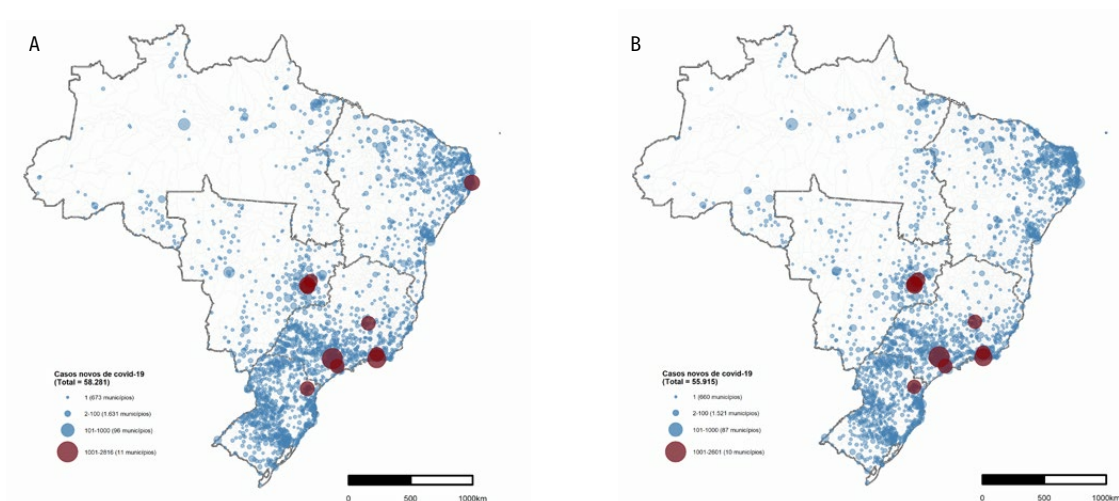 A
Casos novos de covid-19
(Total = 58.281)
1 (673 municípios)
2-100 (1.631 municípios)
101-1000 (96 municípios)
1001-2816 (11 municípios)
0 500 1000km
B
Casos novos de covid-19
(Total = 55.915)
1 (660 municípios)
2-100 (1.521 municípios)
101-1000 (87 municípios)
1001-2601 (10 municípios)
0 500 1000km